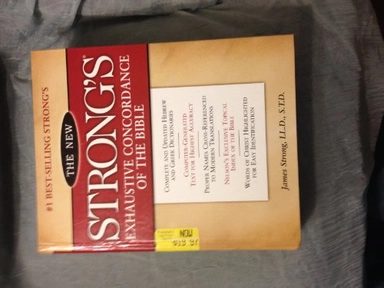 #1 BEST-SELLING STRONG'S
THE NEW
STRONG'S
EXHAUSTIVE CONCORDANCE
OF THE BIBLE
COMPLETE AND UPDATED HEBREW
AND GREEK DICTIONARIES
COMPUTER-GENERATED
TEXT FOR HIGHEST ACCURACY
PEOPLE NAMES CROSS-REFERENCED
TO MODERN TRANSLATIONS
NELSON'S EXCLUSIVE TOPICAL
INDEX OF THE BIBLE
WORDS OF CHRIST HIGHLIGHTED
FOR EASY IDENTIFICATION
James Strong, LL.D., S.T.D.
NOW